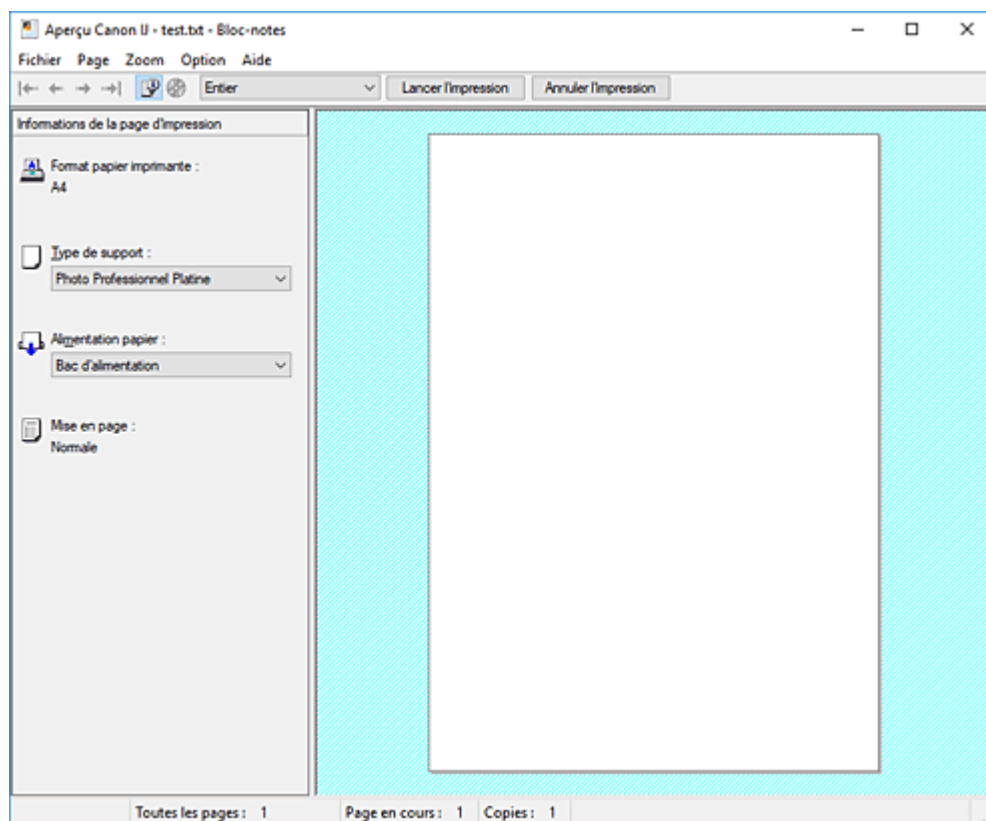 Aperçu Canon IJ - test.txt - Bloc-notes
Fichier Page Zoom Option Aide
Entier Lancer l'impression Annuler l'impression
Informations de la page d'impression
Format papier imprimante :
A4
Type de support :
Photo Professionnel Platine
Alimentation papier :
Bac d'alimentation
Mise en page :
Normale
Toutes les pages : 1 Page en cours : 1 Copies : 1